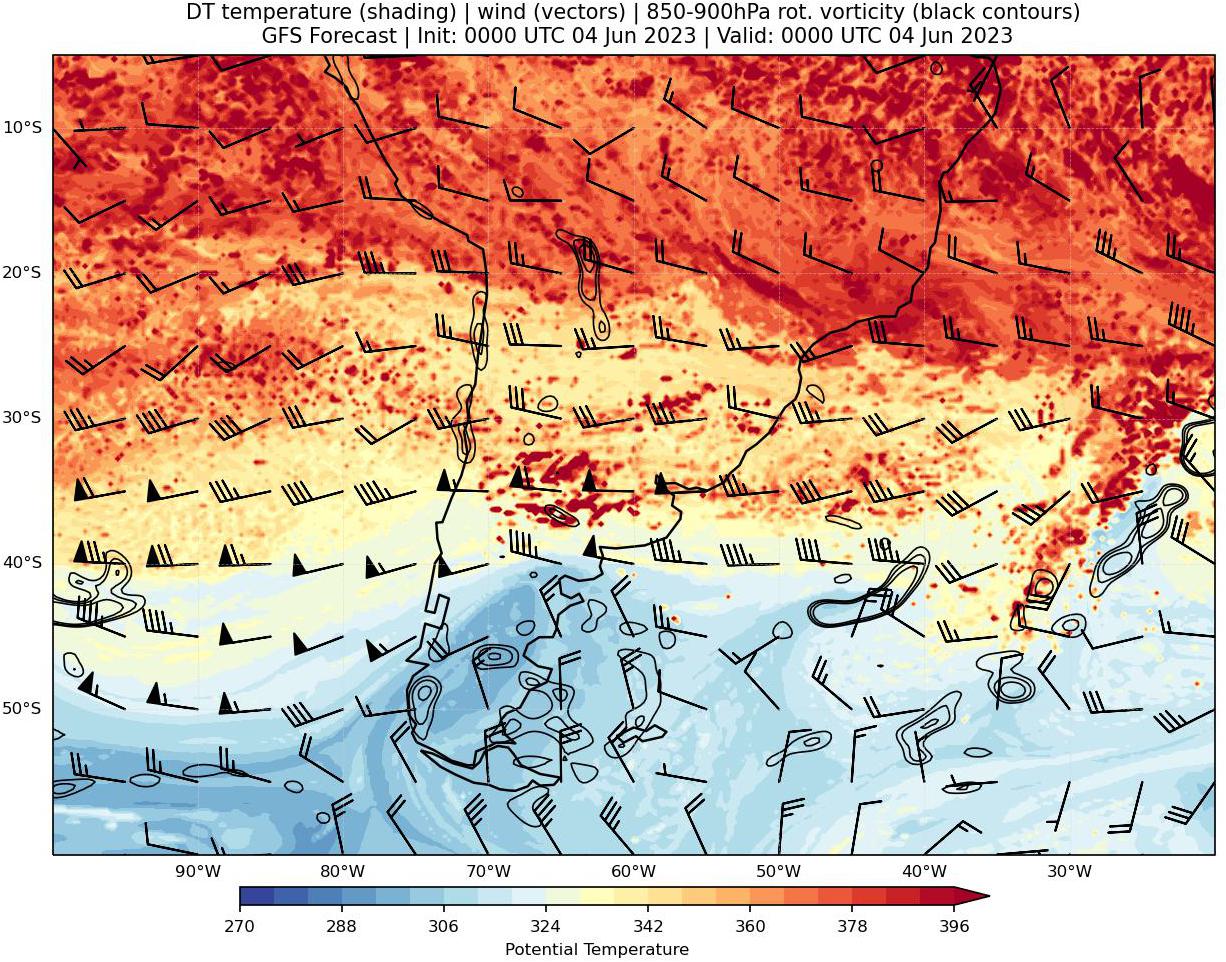 DT temperature (shading) | wind (vectors) | 850-900hPa rot. vorticity (black contours)
GFS Forecast | Init: 0000 UTC 04 Jun 2023 | Valid: 0000 UTC 04 Jun 2023
10°S
20°S
30°S
40°S
50°S
90°W 80°W 70°W 60°W 50°W 40°W 30°W
270 288 306 324 342 360 378 396
Potential Temperature